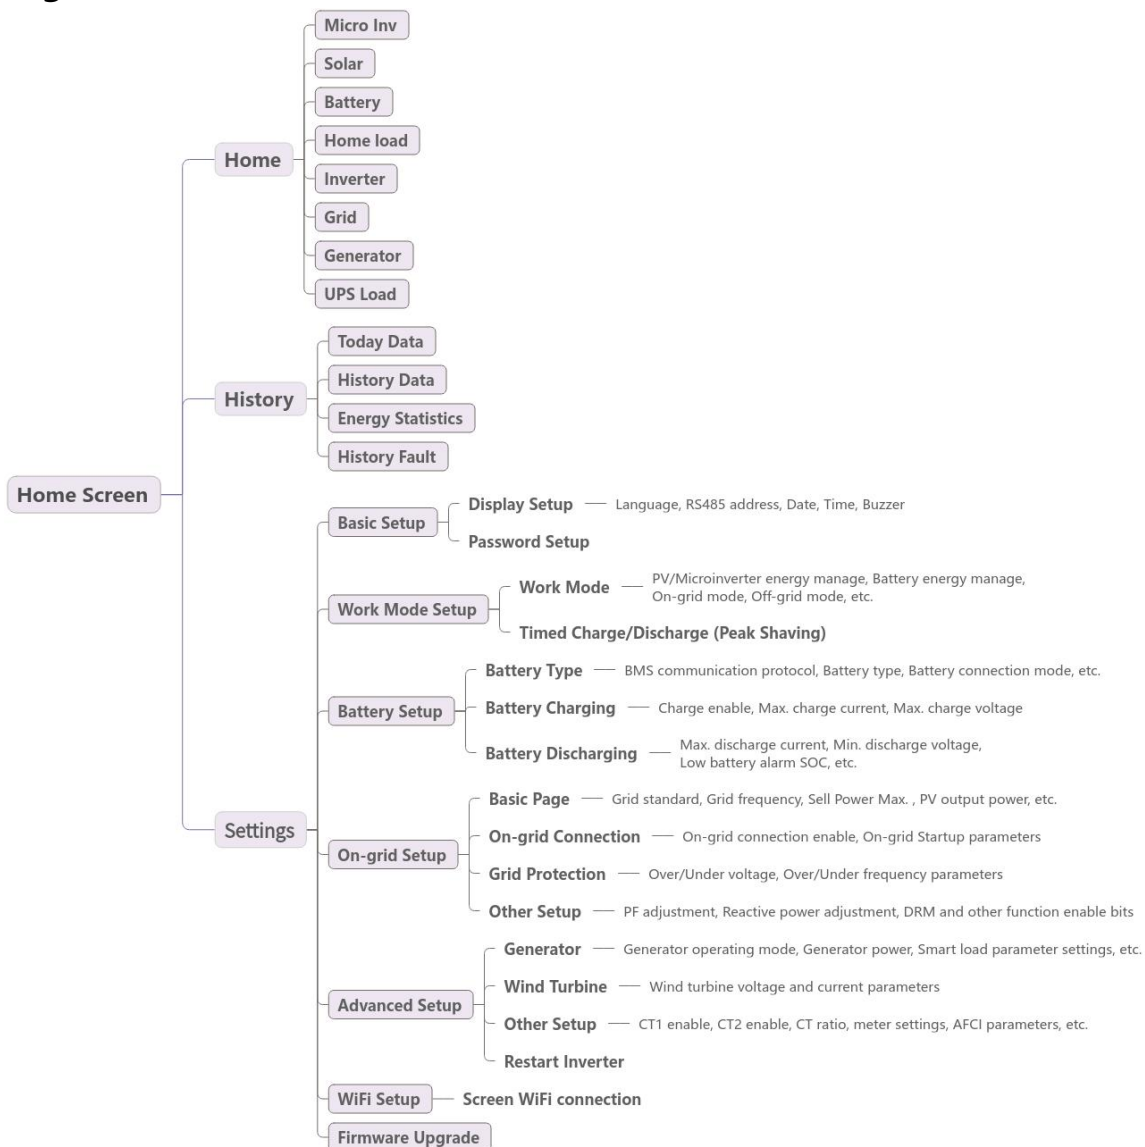 Home Screen
Home
Micro Inv
Solar
Battery
Home load
Inverter
Grid
Generator
UPS Load
History
Today Data
History Data
Energy Statistics
History Fault
Settings
Basic Setup
Display Setup
Language, RS485 address, Date, Time, Buzzer
Password Setup
Work Mode Setup
Work Mode
PV/Microinverter energy manage, Battery energy manage,
On-grid mode, Off-grid mode, etc.
Timed Charge/Discharge (Peak Shaving)
Battery Setup
Battery Type
BMS communication protocol, Battery type, Battery connection mode, etc.
Battery Charging
Charge enable, Max. charge current, Max. charge voltage
Battery Discharging
Max. discharge current, Min. discharge voltage,
Low battery alarm SOC, etc.
On-grid Setup
Basic Page
Grid standard, Grid frequency, Sell Power Max. , PV output power, etc.
On-grid Connection
On-grid connection enable, On-grid Startup parameters
Grid Protection
Over/Under voltage, Over/Under frequency parameters
Other Setup
PF adjustment, Reactive power adjustment, DRM and other function enable bits
Advanced Setup
Generator
Generator operating mode, Generator power, Smart load parameter settings, etc.
Wind Turbine
Wind turbine voltage and current parameters
Other Setup
CT1 enable, CT2 enable, CT ratio, meter settings, AFCI parameters, etc.
Restart Inverter
WiFi Setup
Screen WiFi connection
Firmware Upgrade